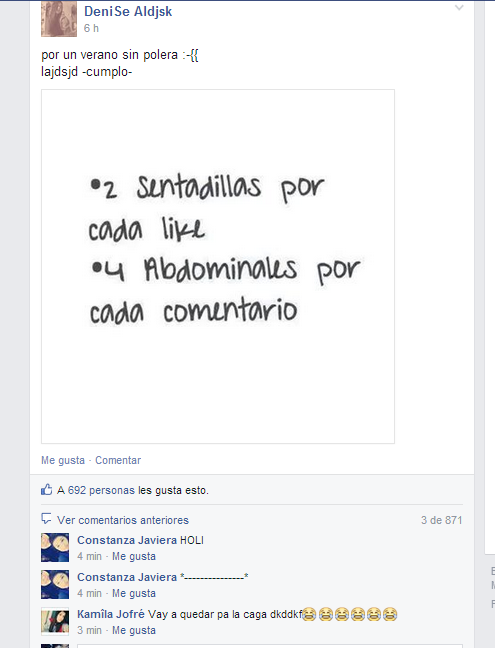 DeniSe Aldjsk
6 h
por un verano sin polera :-{{
lajdsjd -cumplo-
•2 Sentadillas por
cada like
•4 Abdominales por
cada comentario
Me gusta · Comentar
A 692 personas les gusta esto.
Ver comentarios anteriores 3 de 871
Constanza Javiera HOLI
4 min · Me gusta
Constanza Javiera *---------------*
4 min · Me gusta
Kamîla Jofré Vay a quedar pa la caga dkddkf😂😂😂😂😂😂
3 min · Me gusta